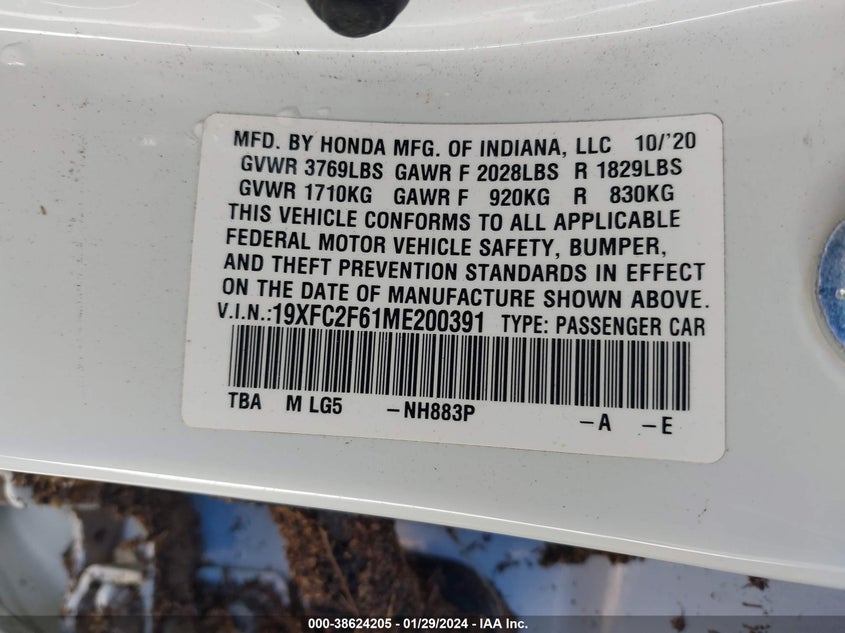 MFD. BY HONDA MFG. OF INDIANA, LLC 10/'20
GVWR 3769LBS GAWR F 2028LBS R 1829LBS
GVWR 1710KG GAWR F 920KG R 830KG
THIS VEHICLE CONFORMS TO ALL APPLICABLE
FEDERAL MOTOR VEHICLE SAFETY, BUMPER,
AND THEFT PREVENTION STANDARDS IN EFFECT
ON THE DATE OF MANUFACTURE SHOWN ABOVE.
V.I.N.:19XFC2F61ME200391 TYPE: PASSENGER CAR
TBA M LG5 -NH883P -A -E
000-38624205 - 01/29/2024 - IAA Inc.